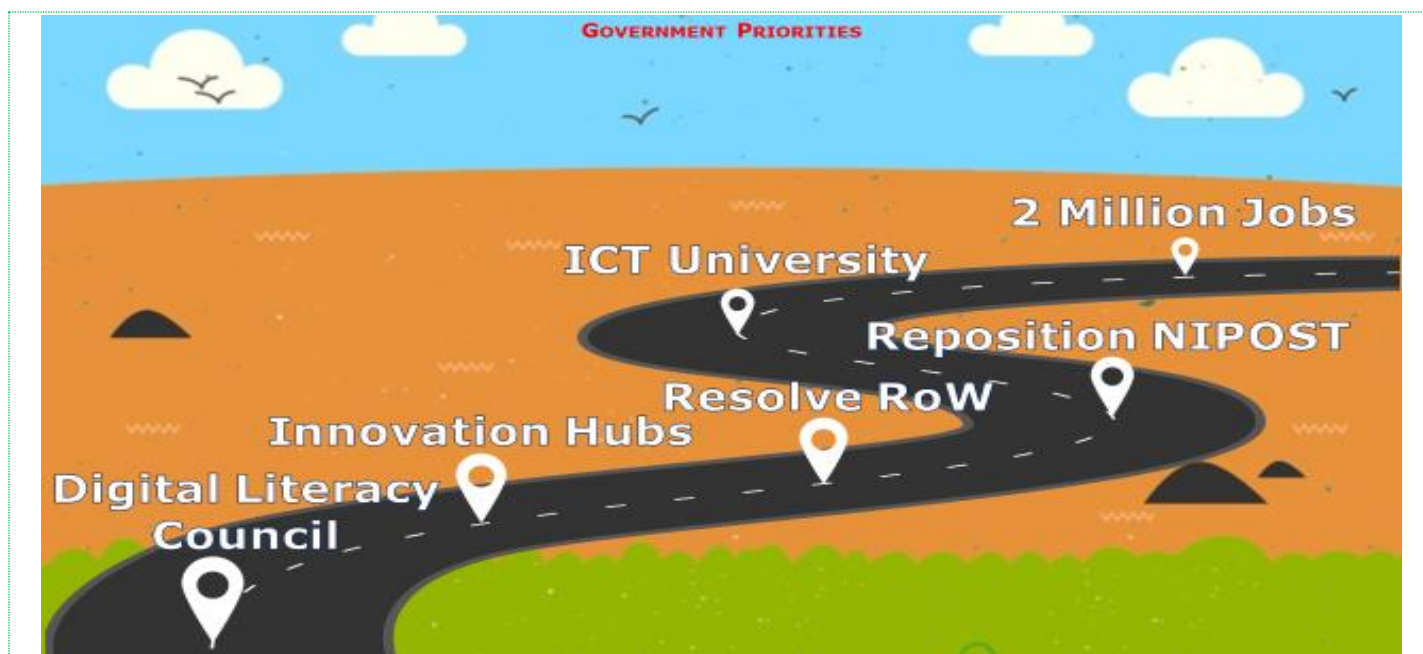 GOVERNMENT PRIORITIES
2 Million Jobs
ICT University
Reposition NIPOST
Resolve RoW
Innovation Hubs
Digital Literacy
Council